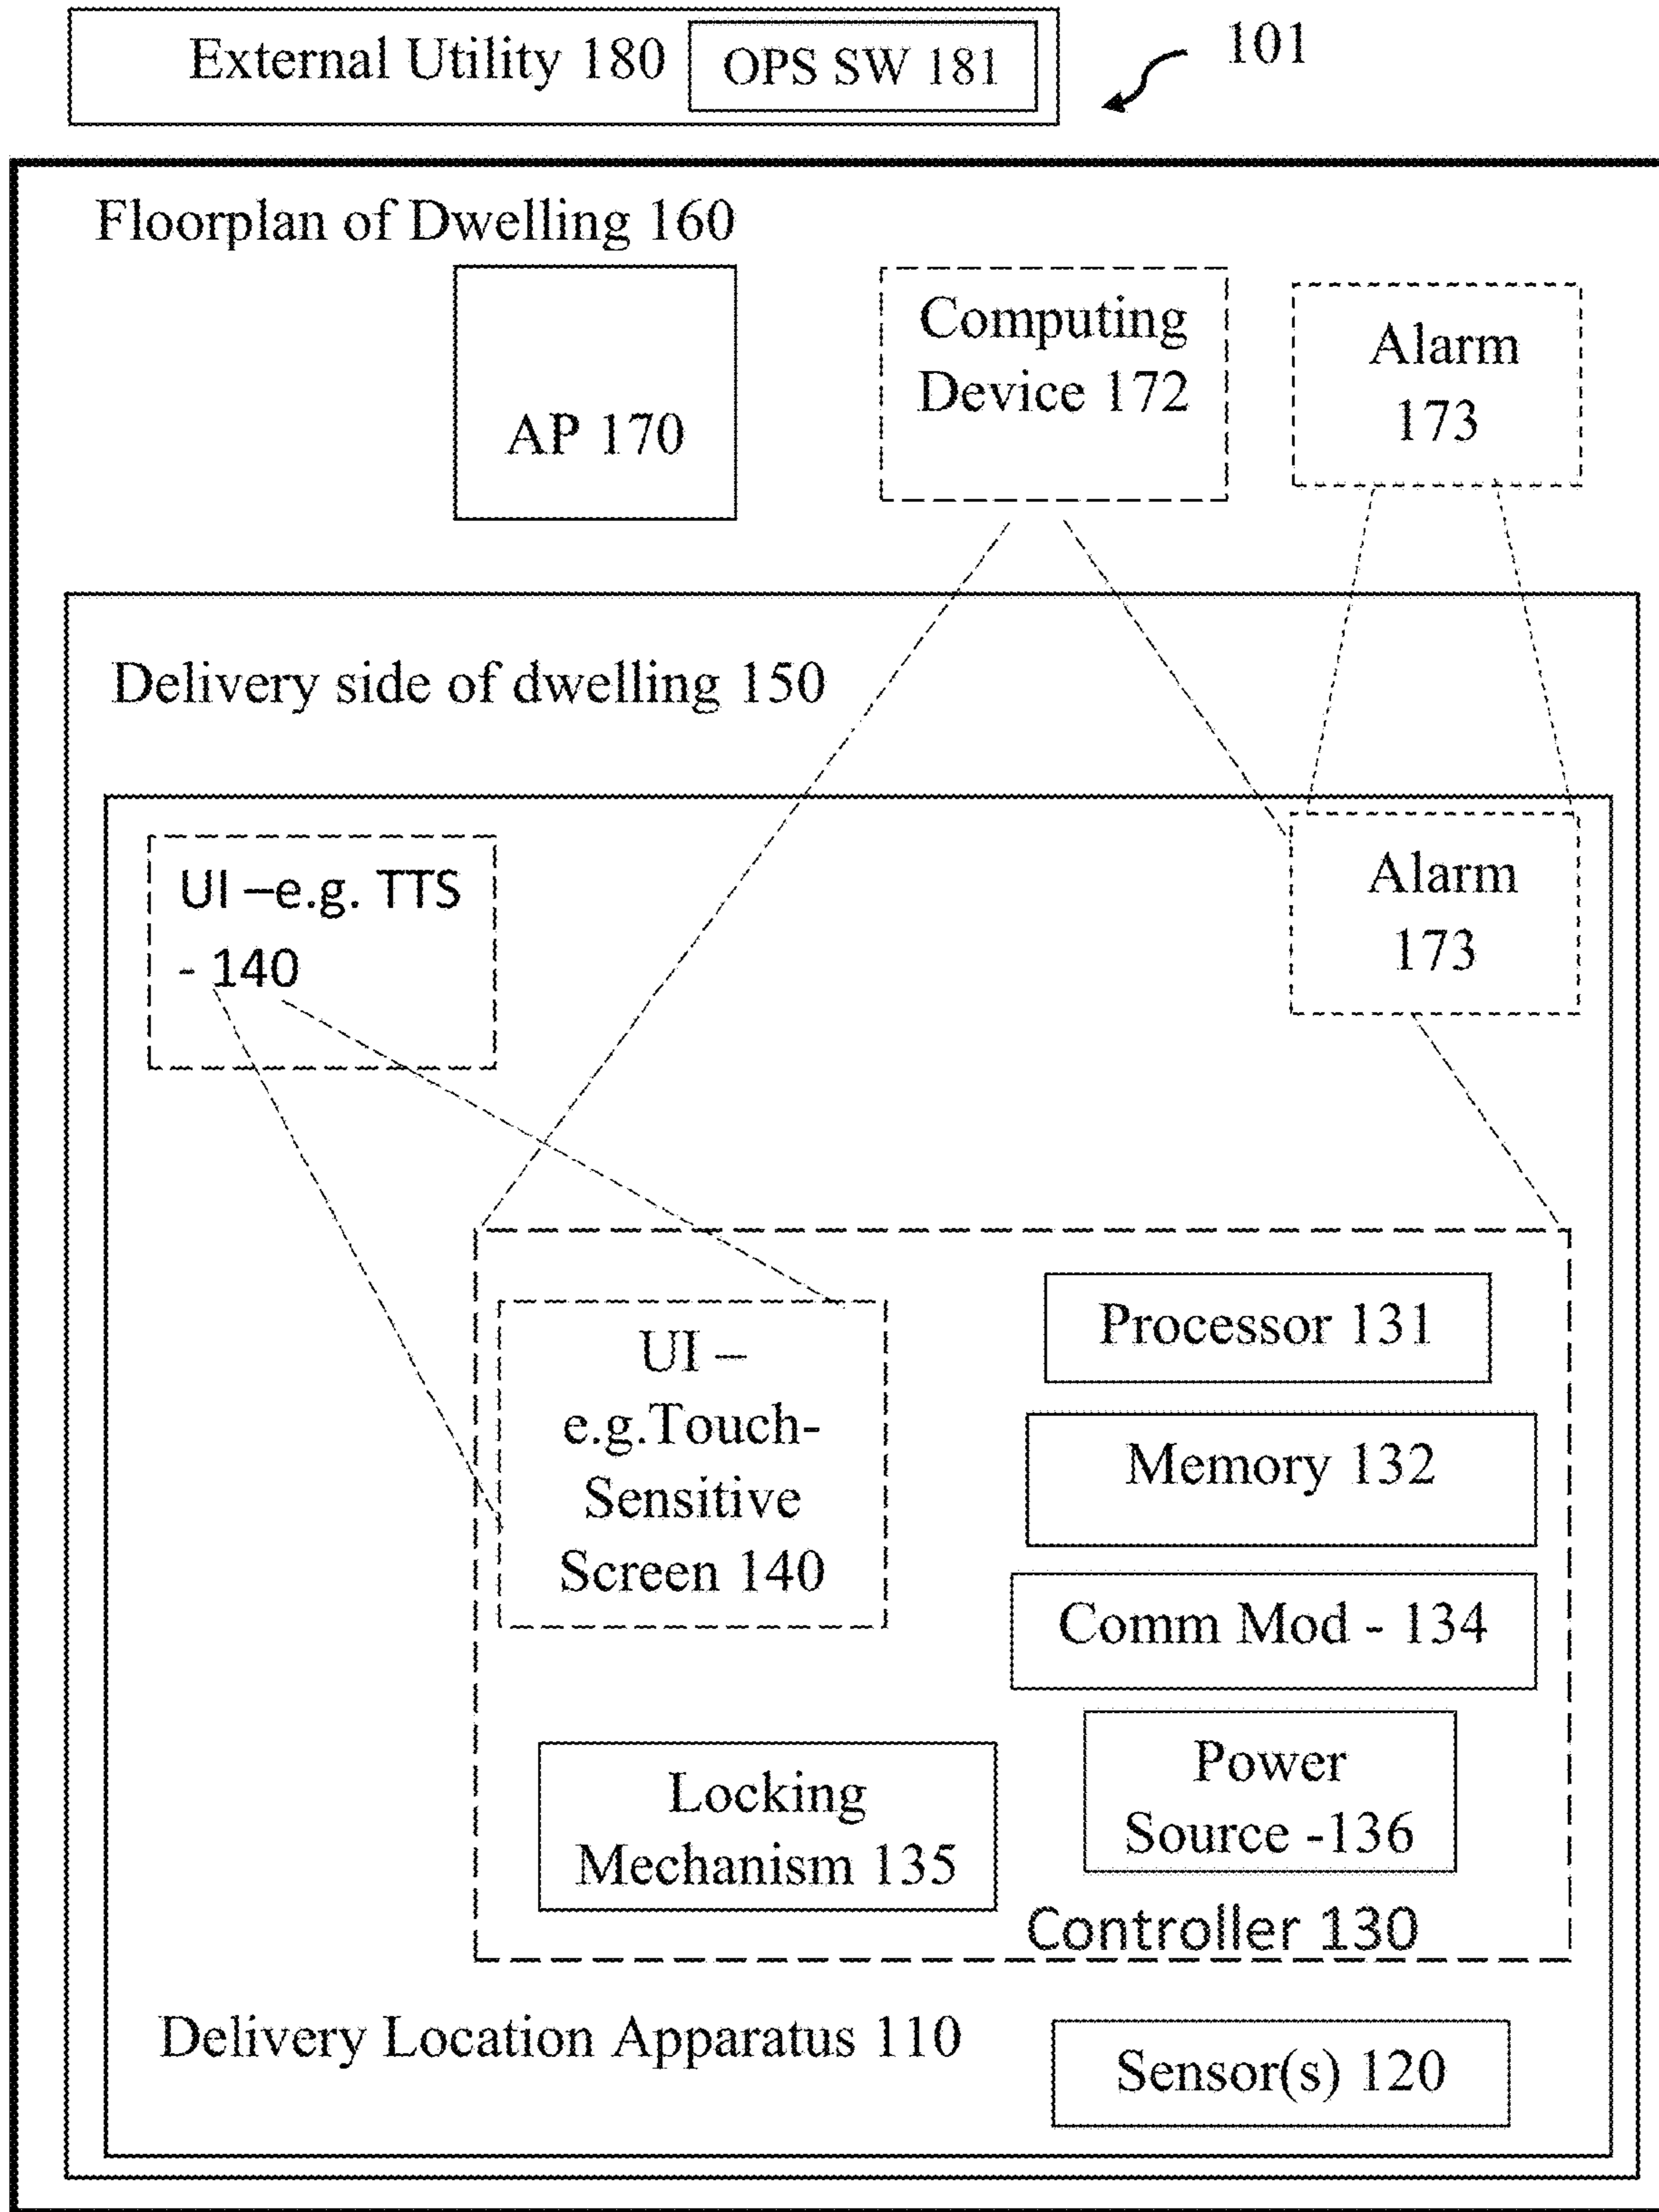 External Utility 180
OPS SW 181
101
Floorplan of Dwelling 160
AP 170
Computing
Device 172
Alarm
173
Delivery side of dwelling 150
UI –e.g. TTS
- 140
Alarm
173
UI –
e.g.Touch-
Sensitive
Screen 140
Processor 131
Memory 132
Comm Mod - 134
Locking
Mechanism 135
Power
Source -136
Controller 130
Delivery Location Apparatus 110
Sensor(s) 120